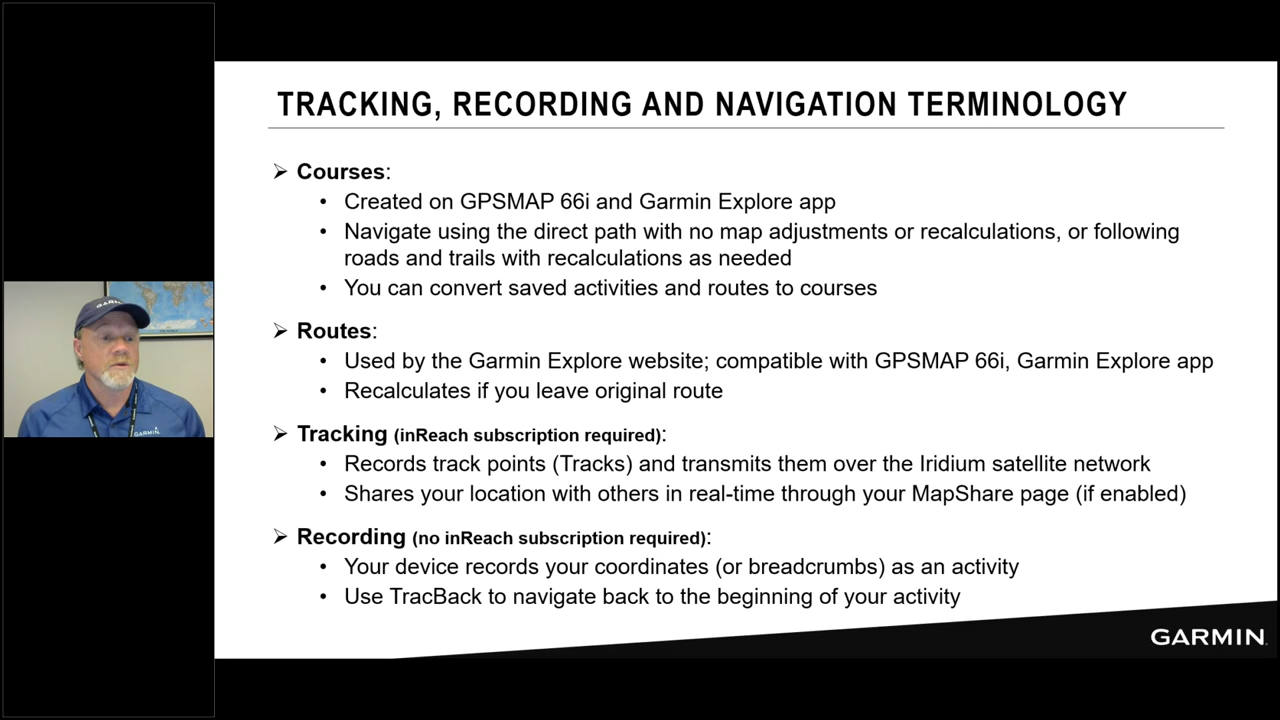 TRACKING, RECORDING AND NAVIGATION TERMINOLOGY
➢ Courses:
• Created on GPSMAP 66i and Garmin Explore app
• Navigate using the direct path with no map adjustments or recalculations, or following
roads and trails with recalculations as needed
• You can convert saved activities and routes to courses
➢ Routes:
• Used by the Garmin Explore website; compatible with GPSMAP 66i, Garmin Explore app
• Recalculates if you leave original route
➢ Tracking (inReach subscription required):
• Records track points (Tracks) and transmits them over the Iridium satellite network
• Shares your location with others in real-time through your MapShare page (if enabled)
➢ Recording (no inReach subscription required):
• Your device records your coordinates (or breadcrumbs) as an activity
• Use TracBack to navigate back to the beginning of your activity
GARMIN
GARMIN